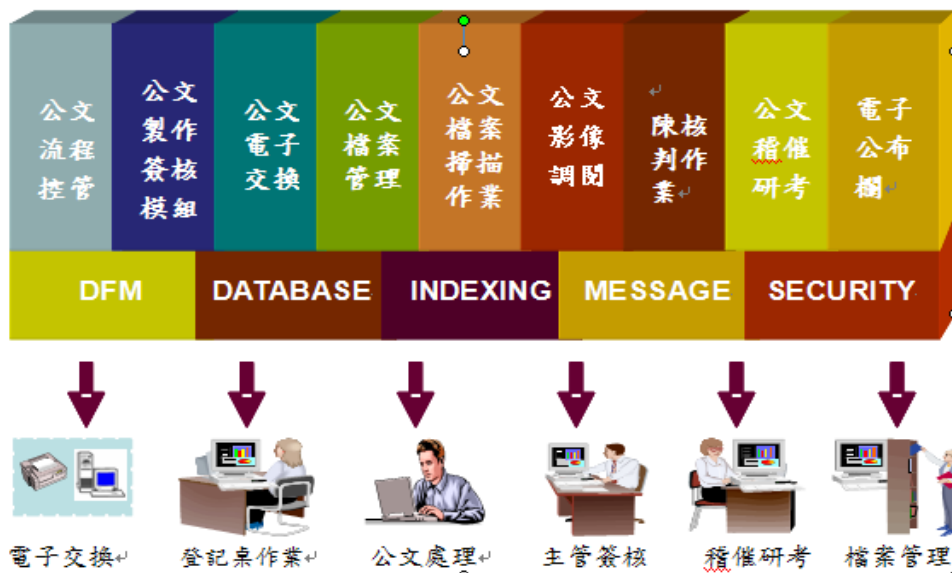 公文
流程
控管
公文
製作
簽核
模組
公文
電子
交換
公文
檔案
管理
公文
檔案
掃描
作業
公文
影像
調閱
陳核
判作
業
公文
稽催
研考
電子
公布
欄
DFM
DATABASE
INDEXING
MESSAGE
SECURITY
電子交換
登記桌作業
公文處理
主管簽核
稽催研考
檔案管理